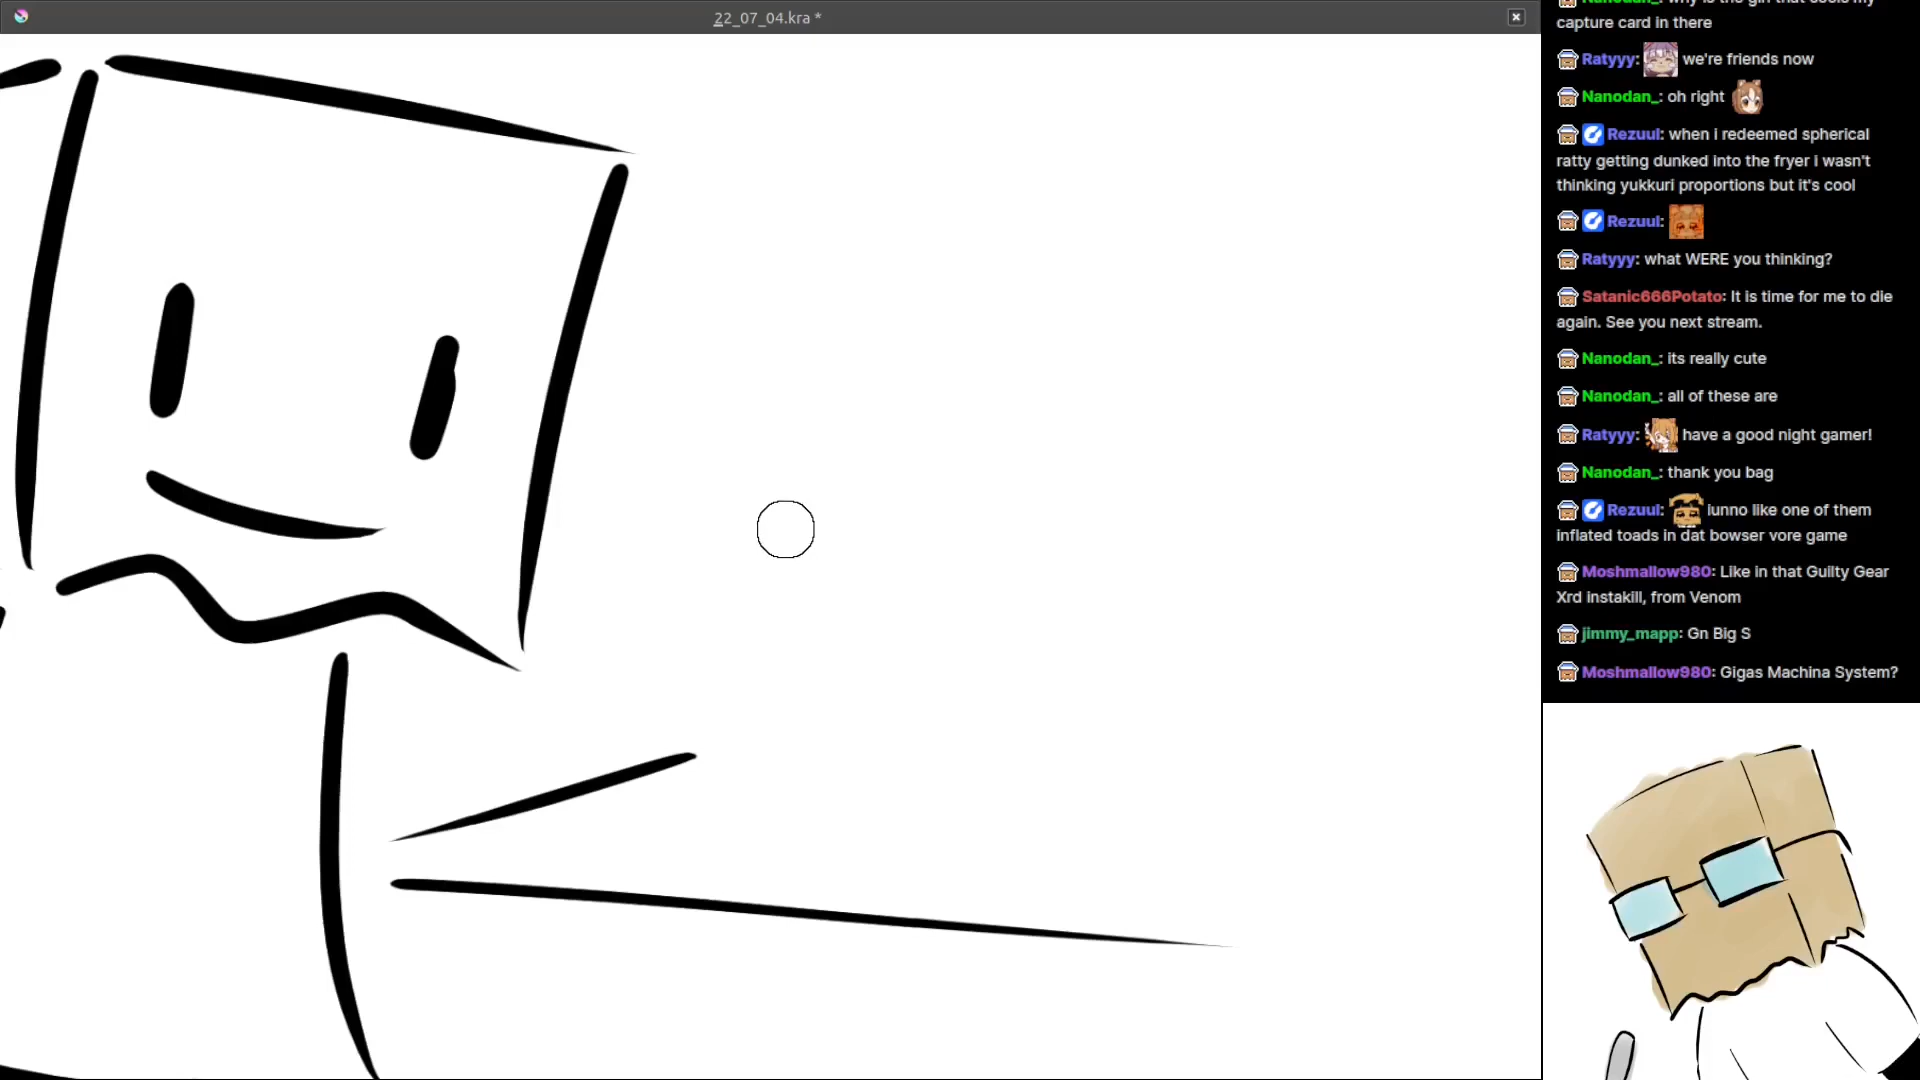 22_07_04.kra *
capture card in there
Ratyyy: we're friends now
Nanodan_: oh right
Rezuul: when i redeemed spherical
ratty getting dunked into the fryer i wasn't
thinking yukkuri proportions but it's cool
Rezuul:
Ratyyy: what WERE you thinking?
Satanic666Potato: It is time for me to die
again. See you next stream.
Nanodan_: its really cute
Nanodan_: all of these are
Ratyyy: have a good night gamer!
Nanodan_: thank you bag
Rezuul: iunno like one of them
inflated toads in dat bowser vore game
Moshmallow980: Like in that Guilty Gear
Xrd instakill, from Venom
jimmy_mapp: Gn Big S
Moshmallow980: Gigas Machina System?